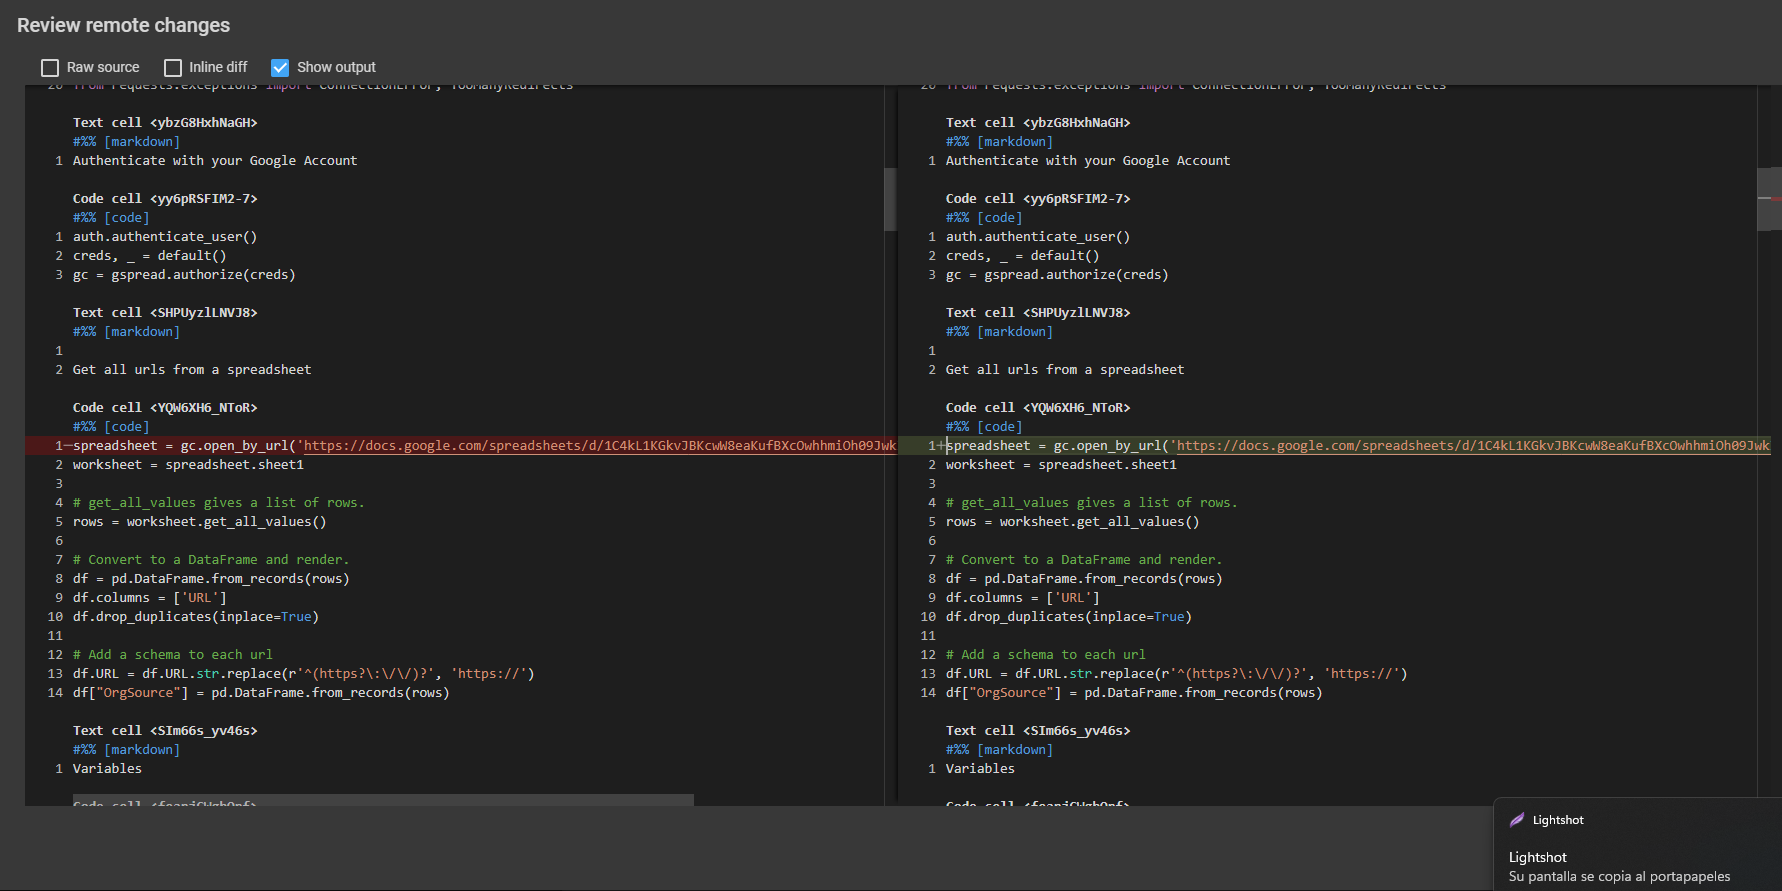 Review remote changes
Raw source Inline diff Show output
20 from requests.exceptions import ConnectionError, TooManyRedirects
Text cell <ybzG8HxhNaGH>
#%% [markdown]
1 Authenticate with your Google Account
Code cell <yy6pRSFIM2-7>
#%% [code]
1 auth.authenticate_user()
2 creds, _ = default()
3 gc = gspread.authorize(creds)
Text cell <SHPUyzlLNVJ8>
#%% [markdown]
1
2 Get all urls from a spreadsheet
Code cell <YQW6XH6_NToR>
#%% [code]
1-spreadsheet = gc.open_by_url('https://docs.google.com/spreadsheets/d/1C4kL1KGkvJBKcwW8eaKufBXcOwhhmiOh09Jwk
2 worksheet = spreadsheet.sheet1
3
4 # get_all_values gives a list of rows.
5 rows = worksheet.get_all_values()
6
7 # Convert to a DataFrame and render.
8 df = pd.DataFrame.from_records(rows)
9 df.columns = ['URL']
10 df.drop_duplicates(inplace=True)
11
12 # Add a schema to each url
13 df.URL = df.URL.str.replace(r'^(https?\:\/\/)?', 'https://')
14 df["OrgSource"] = pd.DataFrame.from_records(rows)
Text cell <SIm66s_yv46s>
#%% [markdown]
1 Variables
20 from requests.exceptions import ConnectionError, TooManyRedirects
Text cell <ybzG8HxhNaGH>
#%% [markdown]
1 Authenticate with your Google Account
Code cell <yy6pRSFIM2-7>
#%% [code]
1 auth.authenticate_user()
2 creds, _ = default()
3 gc = gspread.authorize(creds)
Text cell <SHPUyzlLNVJ8>
#%% [markdown]
1
2 Get all urls from a spreadsheet
Code cell <YQW6XH6_NToR>
#%% [code]
1+spreadsheet = gc.open_by_url('https://docs.google.com/spreadsheets/d/1C4kL1KGkvJBKcwW8eaKufBXcOwhhmiOh09Jwk
2 worksheet = spreadsheet.sheet1
3
4 # get_all_values gives a list of rows.
5 rows = worksheet.get_all_values()
6
7 # Convert to a DataFrame and render.
8 df = pd.DataFrame.from_records(rows)
9 df.columns = ['URL']
10 df.drop_duplicates(inplace=True)
11
12 # Add a schema to each url
13 df.URL = df.URL.str.replace(r'^(https?\:\/\/)?', 'https://')
14 df["OrgSource"] = pd.DataFrame.from_records(rows)
Text cell <SIm66s_yv46s>
#%% [markdown]
1 Variables
Lightshot
Lightshot
Su pantalla se copia al portapapeles